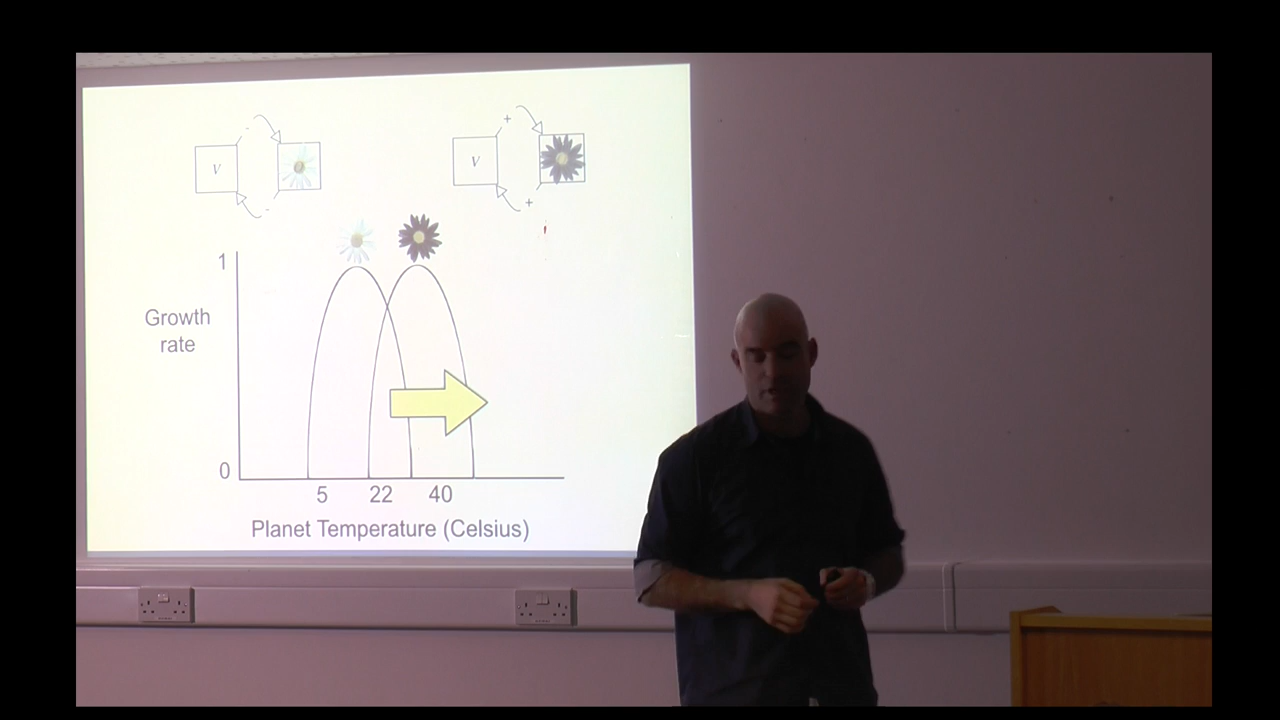 -
V
-
+
V
+
1
Growth
rate
0
5 22 40
Planet Temperature (Celsius)